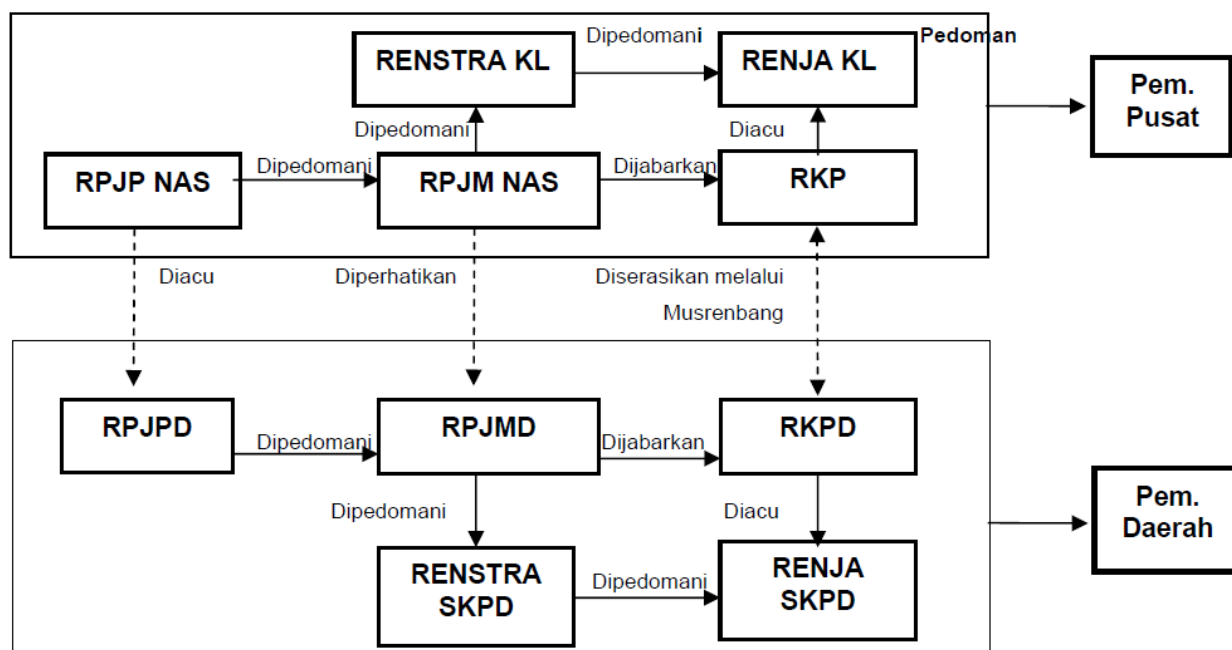 Dipedomani
Pedoman
RENSTRA KL
RENJA KL
Pem.
Pusat
Dipedomani
Diacu
RPJP NAS
Dipedomani
RPJM NAS
Dijabarkan
RKP
Diacu
Diperhatikan
Diserasikan melalui
Musrenbang
RPJPD
Dipedomani
RPJMD
Dijabarkan
RKPD
Pem.
Daerah
Dipedomani
Diacu
RENSTRA
SKPD
Dipedomani
RENJA
SKPD